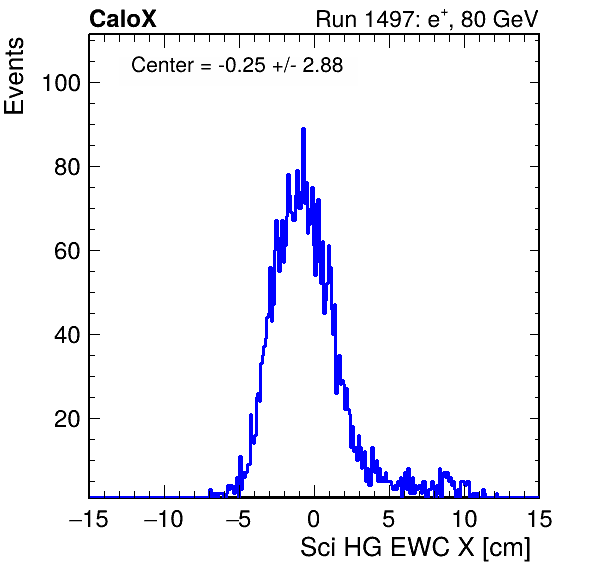 CaloX Run 1497: e⁺, 80 GeV
Center = -0.25 +/- 2.88
Events
100
80
60
40
20
−15 −10 −5 0 5 10 15
Sci HG EWC X [cm]